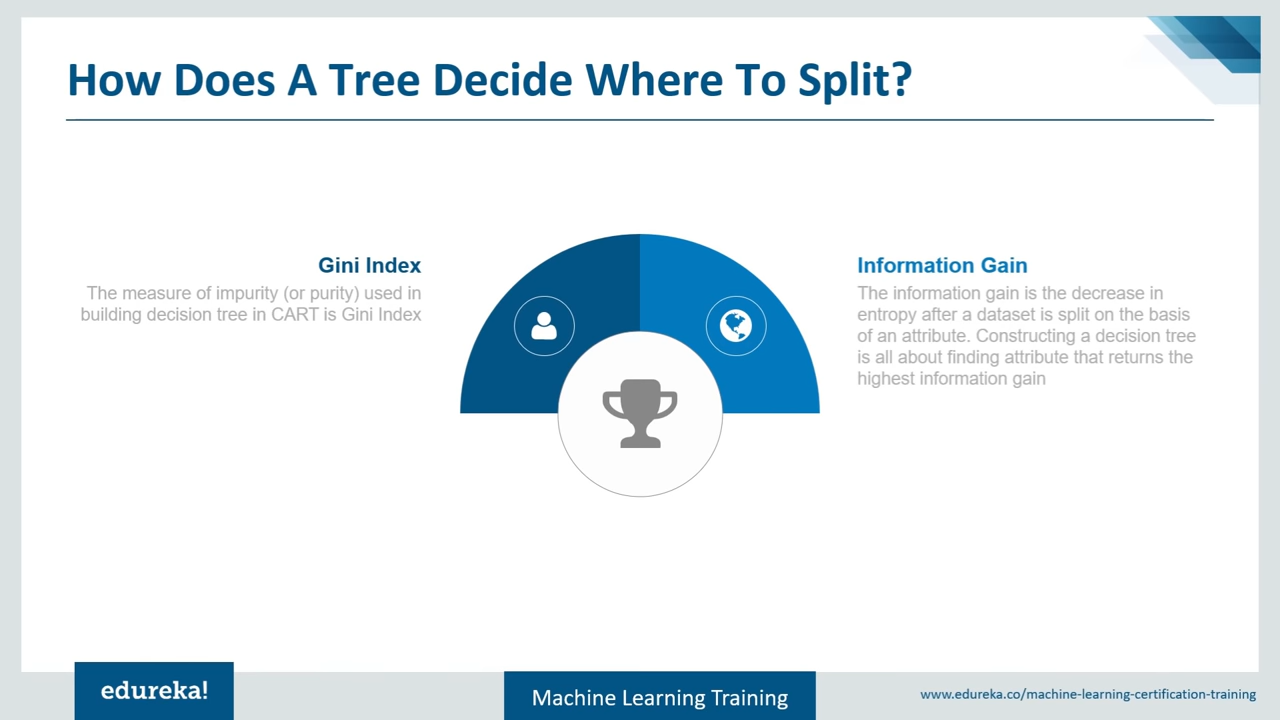 How Does A Tree Decide Where To Split?
Gini Index
The measure of impurity (or purity) used in
building decision tree in CART is Gini Index
Information Gain
The information gain is the decrease in
entropy after a dataset is split on the basis
of an attribute. Constructing a decision tree
is all about finding attribute that returns the
highest information gain
edureka!
Machine Learning Training
www.edureka.co/machine-learning-certification-training